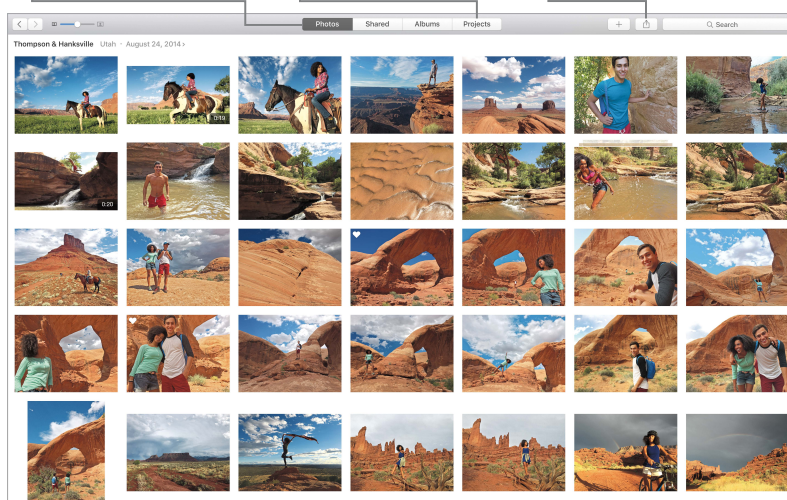 Photos Shared Albums Projects Search
Thompson & Hanksville Utah · August 24, 2014 >
0:19
0:20